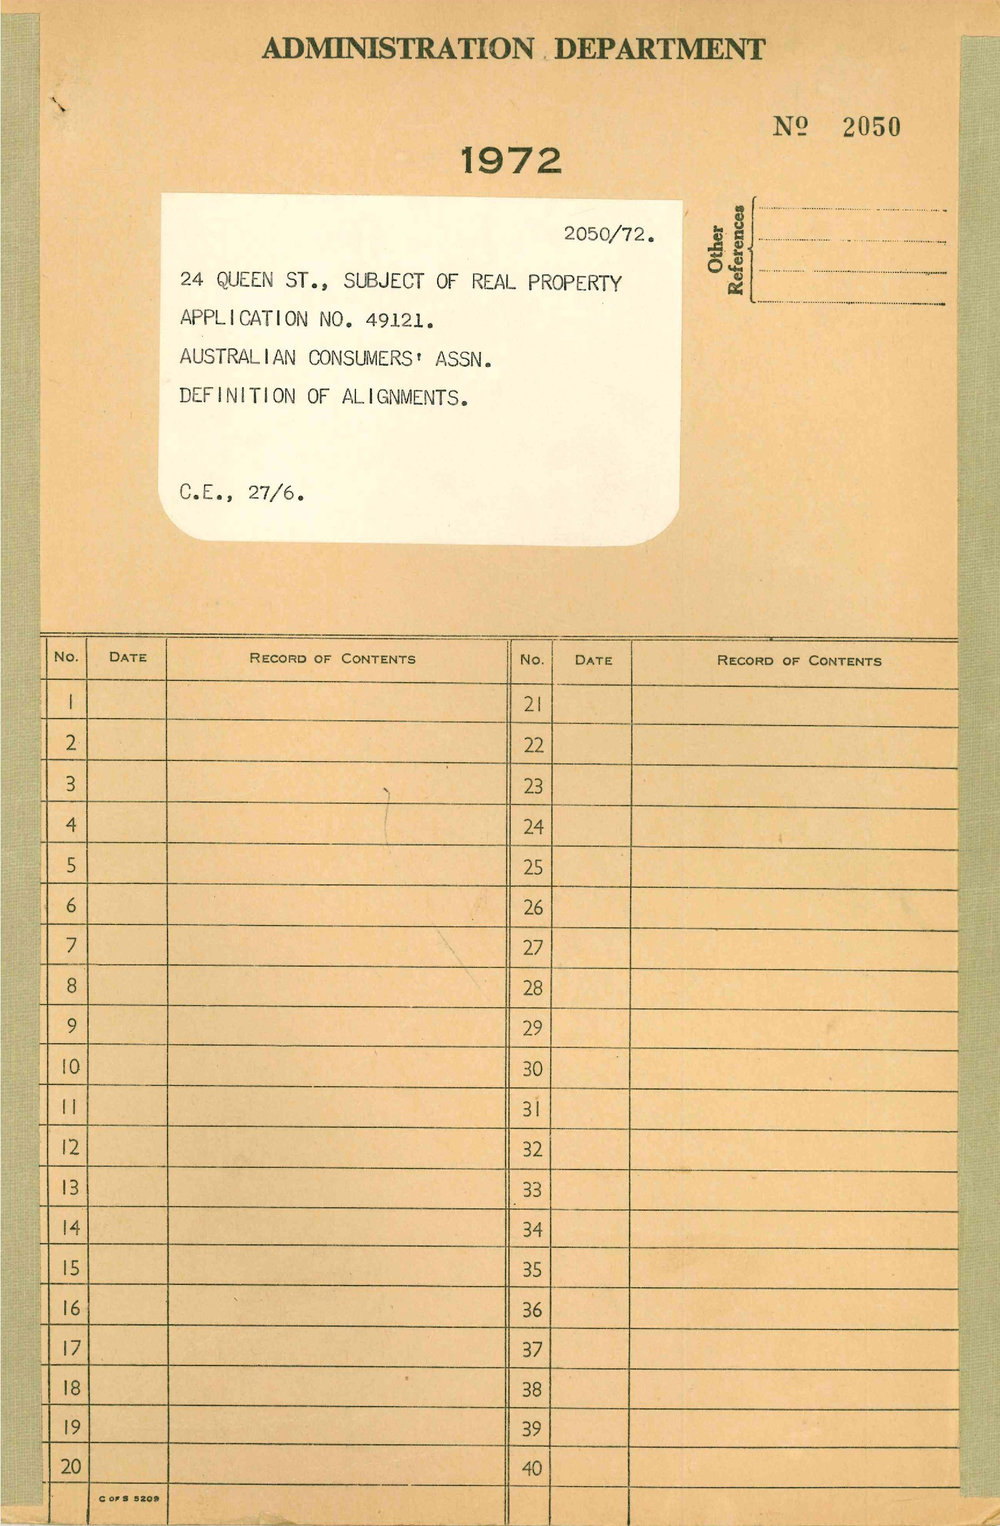 ADMINISTRATION DEPARTMENT
Nº 2050
1972
Other References
2050/72.
24 QUEEN ST., SUBJECT OF REAL PROPERTY
APPLICATION NO. 49121.
AUSTRALIAN CONSUMERS' ASSN.
DEFINITION OF ALIGNMENTS.
C.E., 27/6.
No. DATE RECORD OF CONTENTS No. DATE RECORD OF CONTENTS
1 21
2 22
3 23
4 24
5 25
6 26
7 27
8 28
9 29
10 30
11 31
12 32
13 33
14 34
15 35
16 36
17 37
18 38
19 39
20 40
C OF S 5209